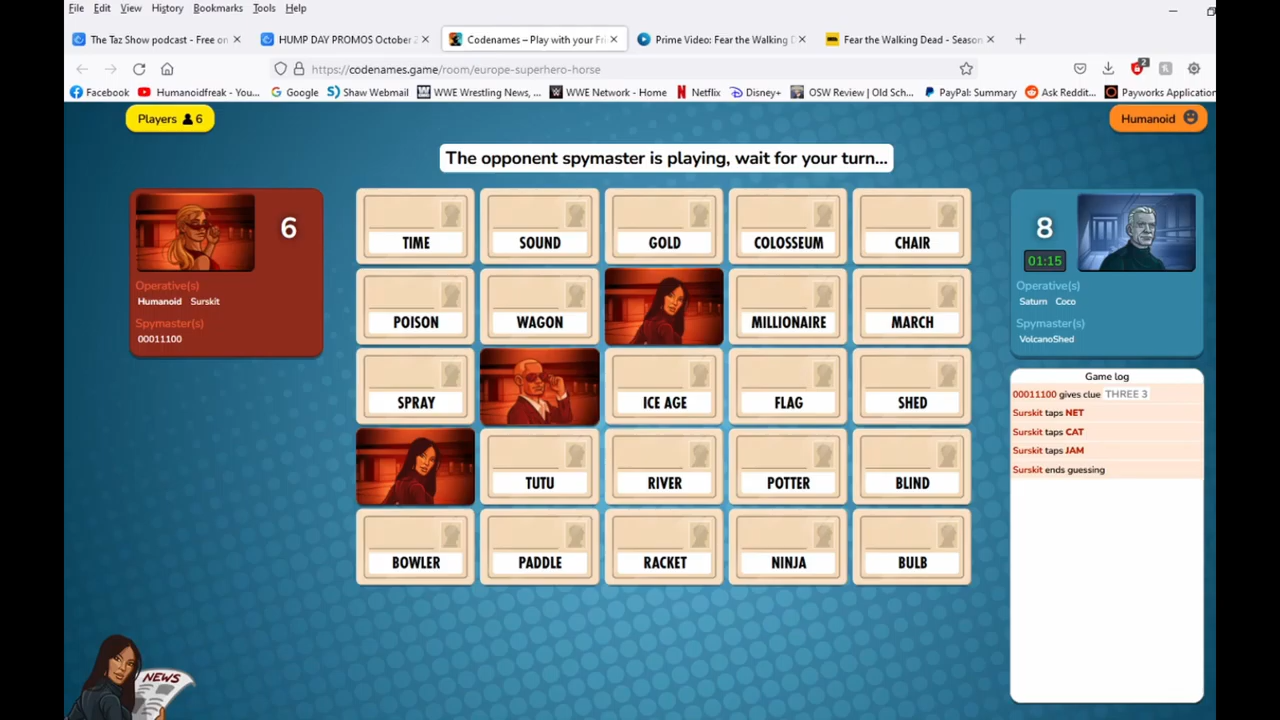 File Edit View History Bookmarks Tools Help
The Taz Show podcast - Free on
HUMP DAY PROMOS October 2
Codenames – Play with your Fri
Prime Video: Fear the Walking D
Fear the Walking Dead - Season
https://codenames.game/room/europe-superhero-horse
2
Facebook Humanoidfreak - You... Google Shaw Webmail WWE Wrestling News, ... WWE Network - Home Netflix Disney+ OSW Review | Old Sch... PayPal: Summary Ask Reddit... Payworks Application
Players 6
Humanoid
The opponent spymaster is playing, wait for your turn...
6
Operative(s)
Humanoid Surskit
Spymaster(s)
00011100
TIME SOUND GOLD COLOSSEUM CHAIR
POISON WAGON MILLIONAIRE MARCH
SPRAY ICE AGE FLAG SHED
TUTU RIVER POTTER BLIND
BOWLER PADDLE RACKET NINJA BULB
8
01:15
Operative(s)
Saturn Coco
Spymaster(s)
VolcanoShed
Game log
00011100 gives clue THREE 3
Surskit taps NET
Surskit taps CAT
Surskit taps JAM
Surskit ends guessing
NEWS